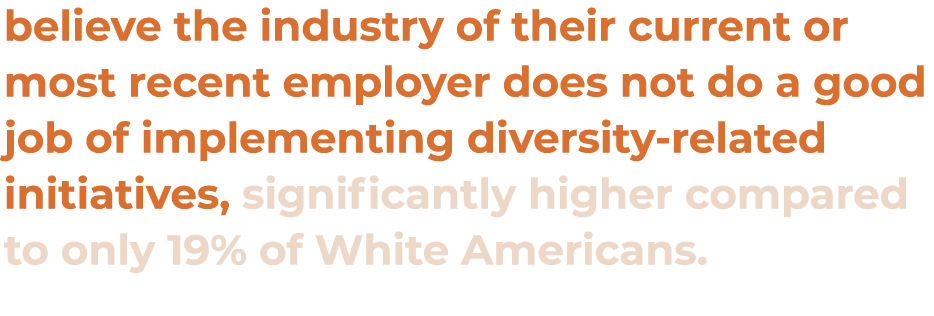 believe the industry of their current or
most recent employer does not do a good
job of implementing diversity-related
initiatives, significantly higher compared
to only 19% of White Americans.